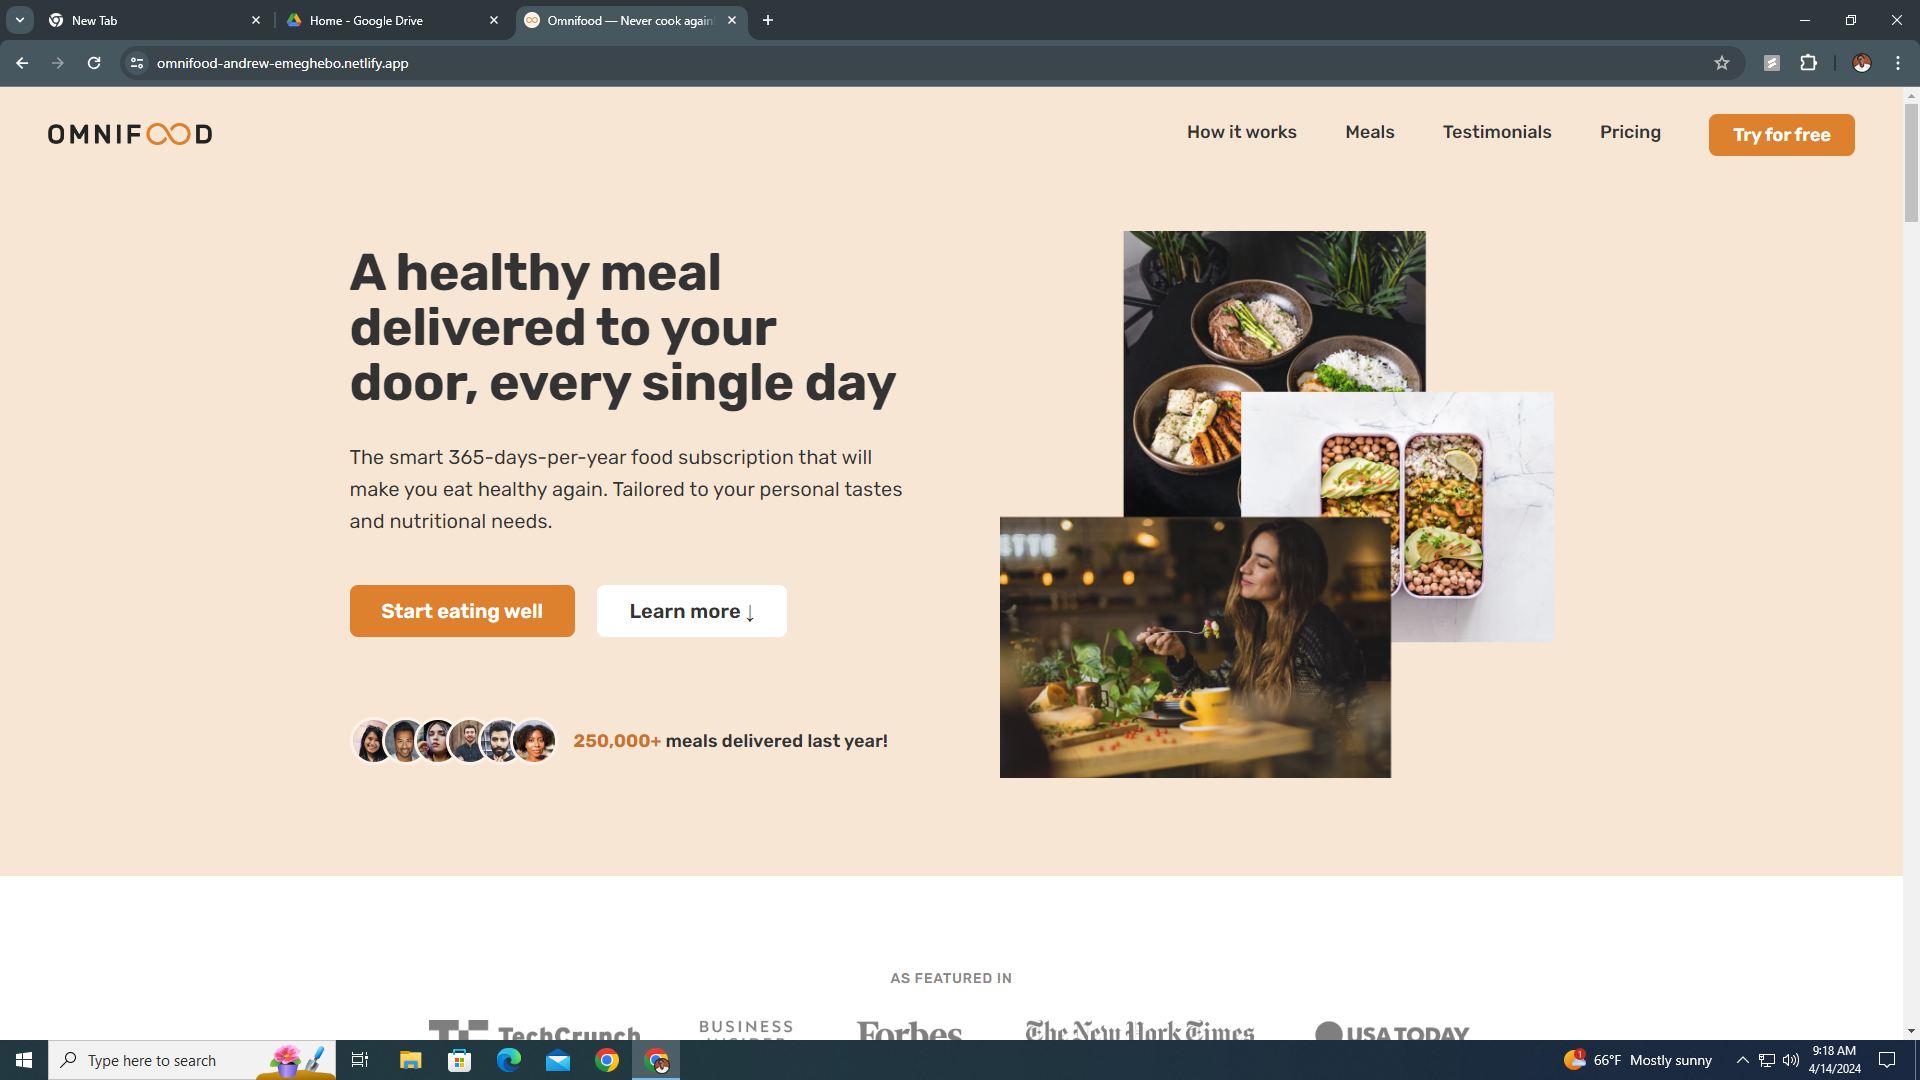 New Tab
Home - Google Drive
Omnifood — Never cook again
omnifood-andrew-emeghebo.netlify.app
OMNIFOOD
How it works
Meals
Testimonials
Pricing
Try for free
A healthy meal
delivered to your
door, every single day
The smart 365-days-per-year food subscription that will
make you eat healthy again. Tailored to your personal tastes
and nutritional needs.
Start eating well
Learn more ↓
250,000+ meals delivered last year!
ETTE
AS FEATURED IN
TechCrunch
BUSINESS
INSIDER
Forbes
The New York Times
USA TODAY
Type here to search
1
66°F Mostly sunny
9:18 AM
4/14/2024